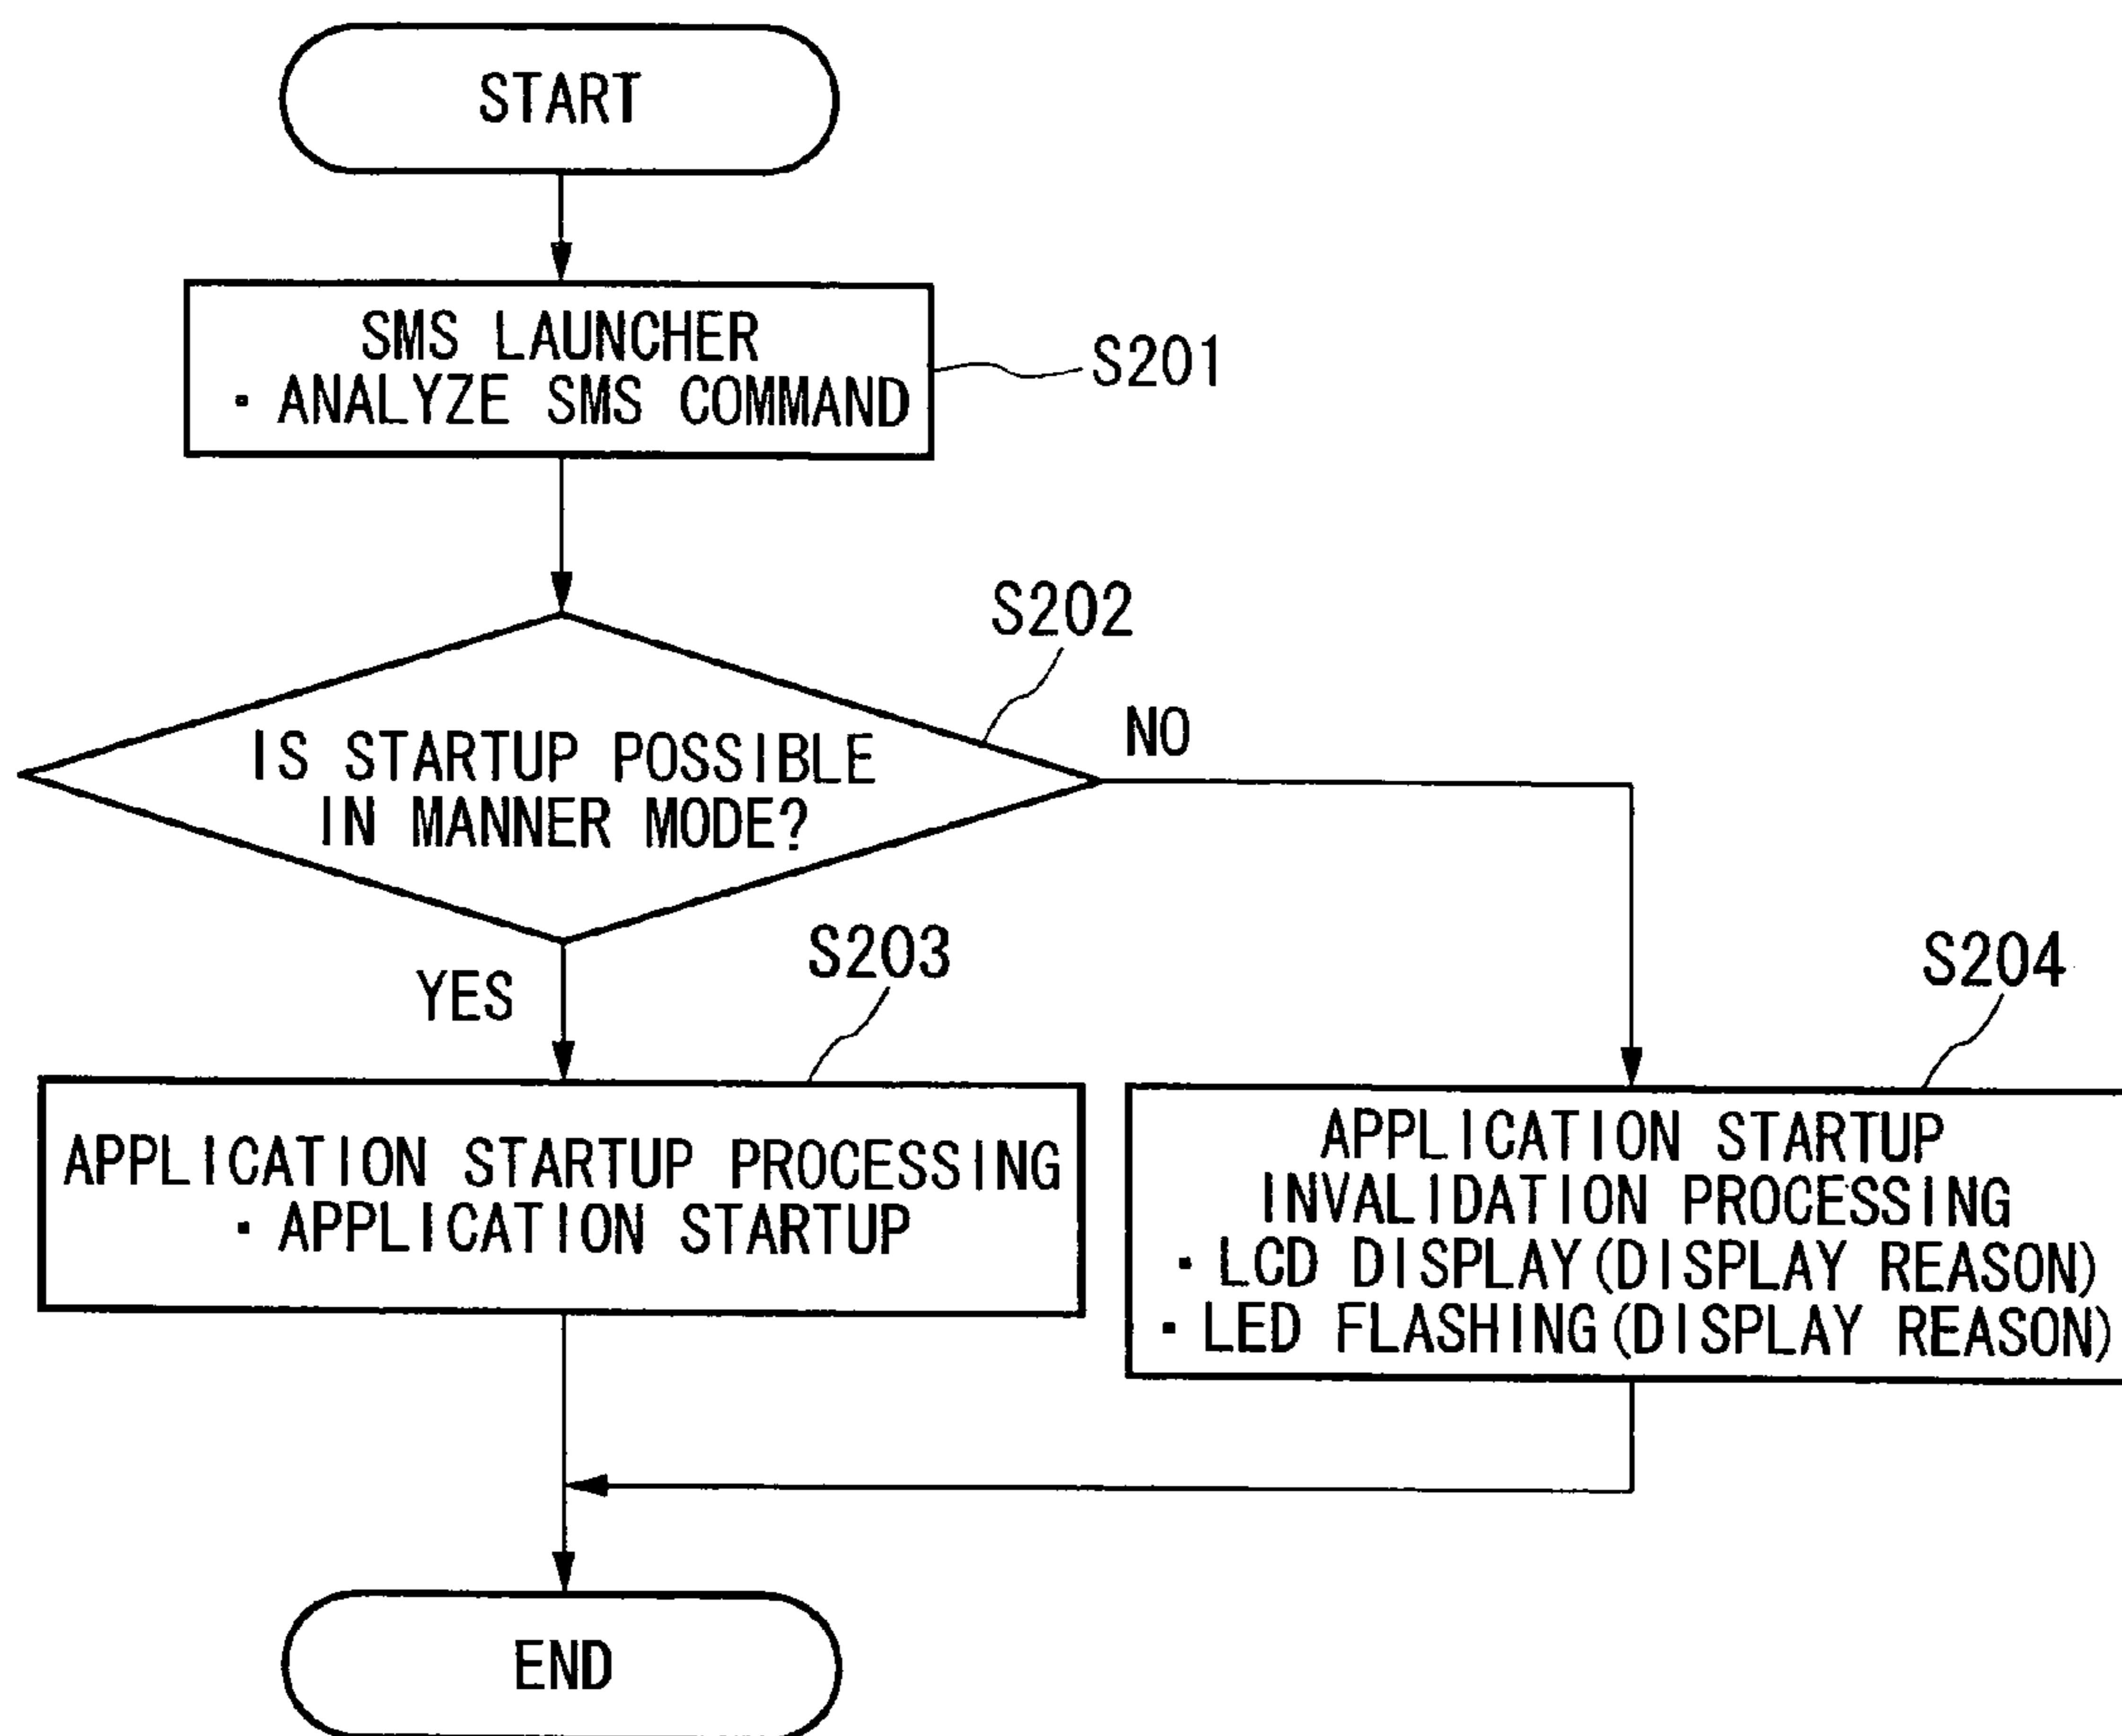 START
SMS LAUNCHER
・ANALYZE SMS COMMAND
S201
S202
IS STARTUP POSSIBLE
IN MANNER MODE?
NO
YES
S203
APPLICATION STARTUP PROCESSING
・APPLICATION STARTUP
S204
APPLICATION STARTUP
INVALIDATION PROCESSING
・LCD DISPLAY(DISPLAY REASON)
・LED FLASHING(DISPLAY REASON)
END